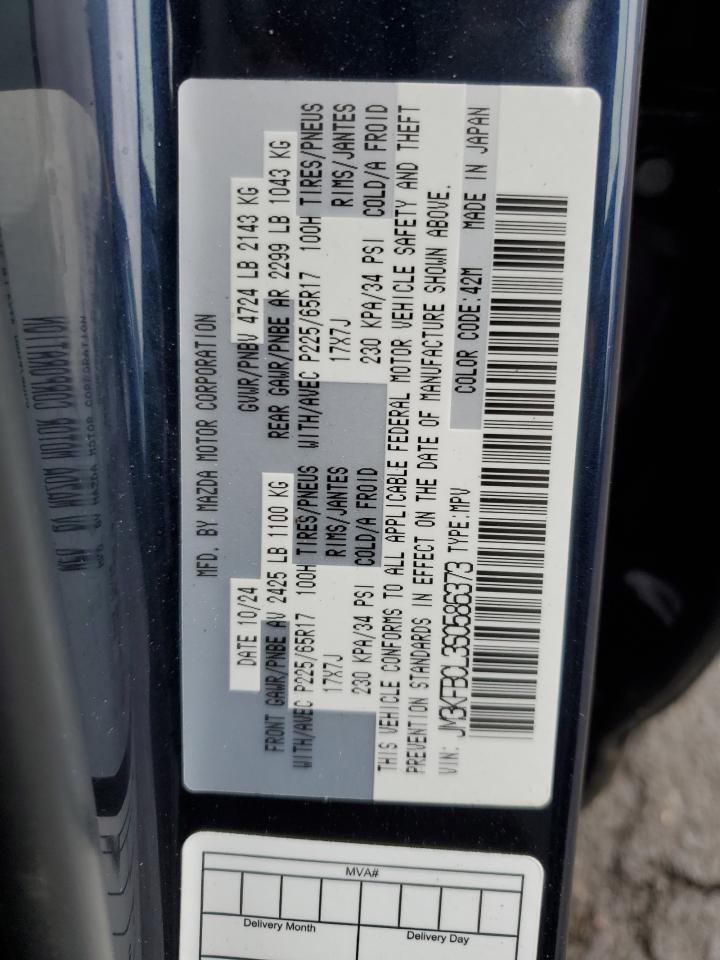 MFD. BY MAZDA MOTOR CORPORATION
DATE 10/24 GVWR/PNBV 4724 LB 2143 KG
FRONT GAWR/PNBE AV 2425 LB 1100 KG REAR GAWR/PNBE AR 2299 LB 1043 KG
WITH/AVEC P225/65R17 100H TIRES/PNEUS WITH/AVEC P225/65R17 100H TIRES/PNEUS
17X7J RIMS/JANTES 17X7J RIMS/JANTES
230 KPA/34 PSI COLD/A FROID 230 KPA/34 PSI COLD/A FROID
THIS VEHICLE CONFORMS TO ALL APPLICABLE FEDERAL MOTOR VEHICLE SAFETY AND THEFT
PREVENTION STANDARDS IN EFFECT ON THE DATE OF MANUFACTURE SHOWN ABOVE.
VIN: JM3KFBCL3S0586373 TYPE:MPV COLOR CODE:42M MADE IN JAPAN
MVA#
Delivery Month Delivery Day